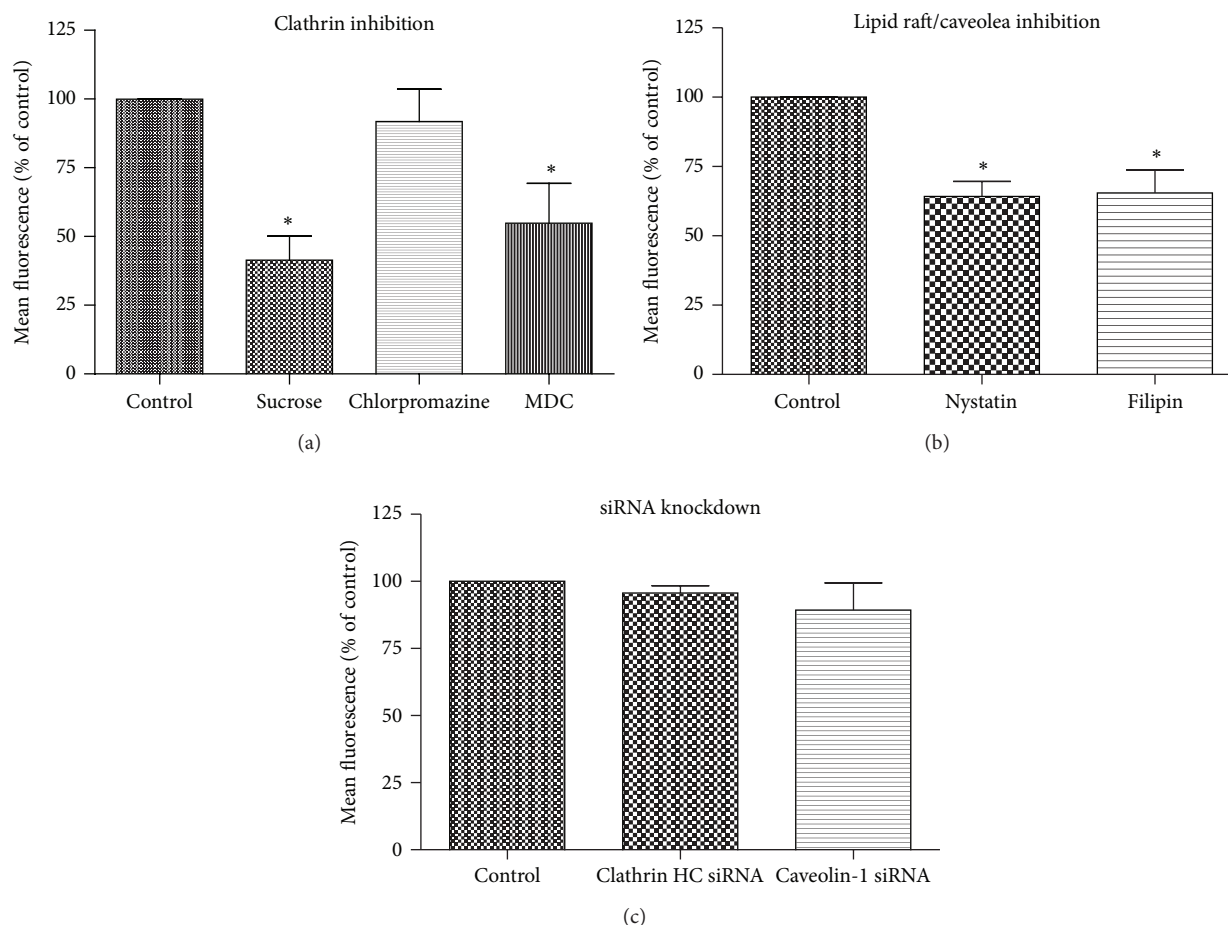 Clathrin inhibition
Mean fluorescence (% of control)
125
100
75
50
25
0
*
*
Control Sucrose Chlorpromazine MDC
(a)
Lipid raft/caveolea inhibition
Mean fluorescence (% of control)
125
100
75
50
25
0
*
*
Control Nystatin Filipin
(b)
siRNA knockdown
Mean fluorescence (% of control)
125
100
75
50
25
0
Control Clathrin HC siRNA Caveolin-1 siRNA
(c)